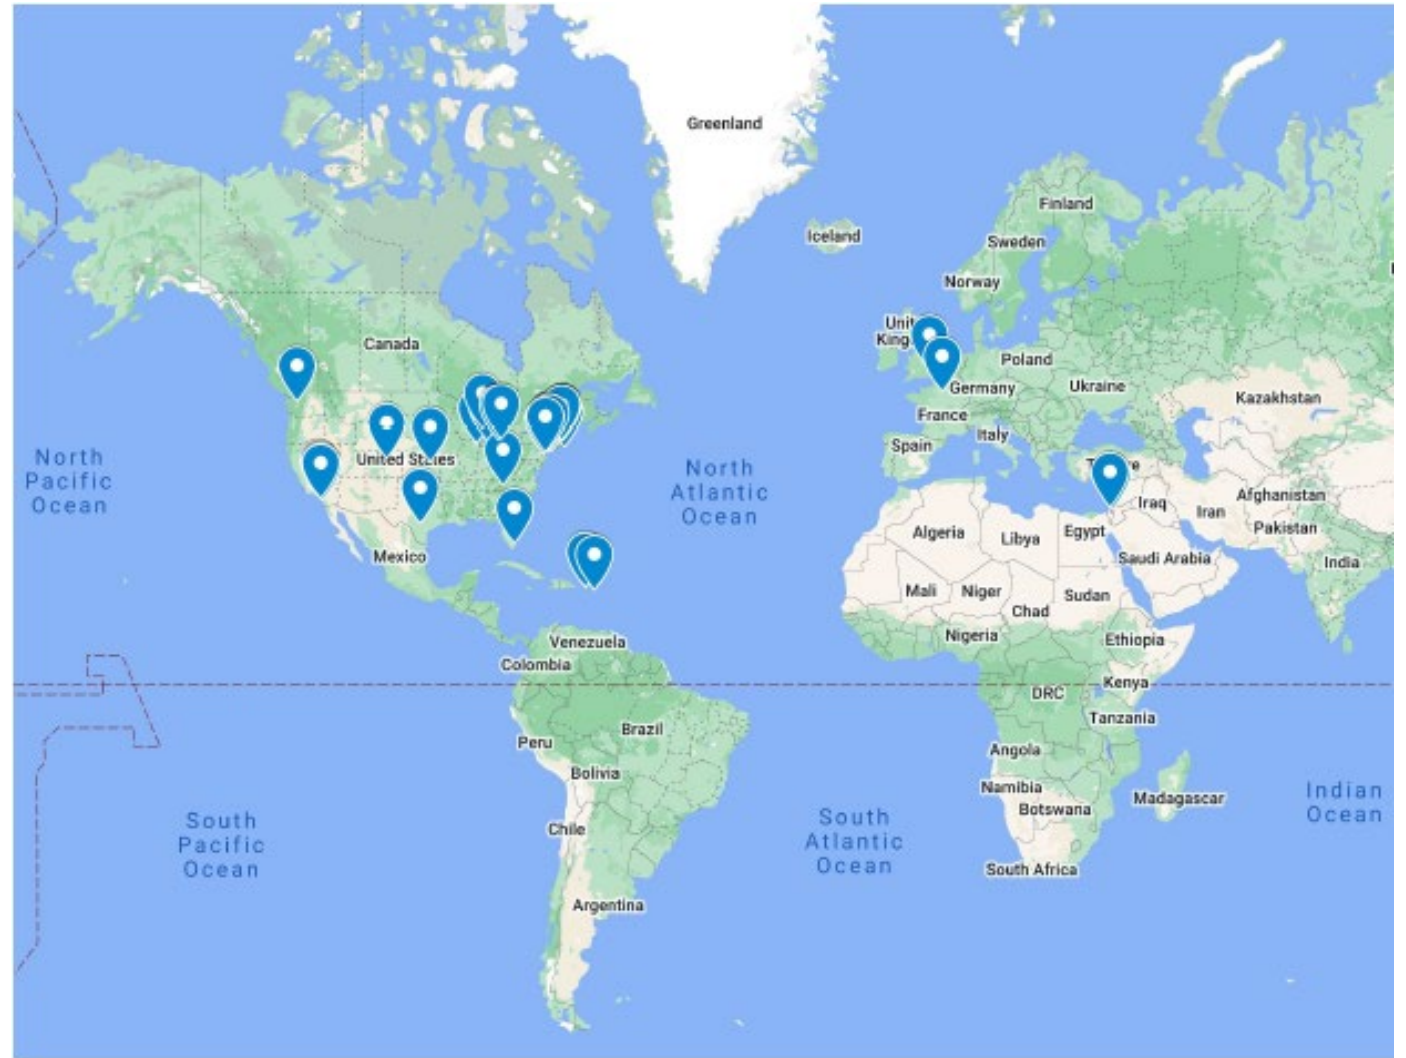 Greenland
Finland
Iceland
Sweden
Norway
Canada
Poland
Germany
Ukraine
Kazakhstan
France
Italy
Spain
United States
North
Pacific
Ocean
North
Atlantic
Ocean
Iraq
Iran
Afghanistan
Pakistan
Algeria
Libya
Egypt
Saudi Arabia
India
Mexico
Mali
Niger
Chad
Sudan
Nigeria
Ethiopia
Venezuela
Colombia
Kenya
DRC
Tanzania
Brazil
Peru
Angola
Bolivia
Namibia
Botswana
Madagascar
Indian
Ocean
South
Pacific
Ocean
Chile
South
Atlantic
Ocean
South Africa
Argentina